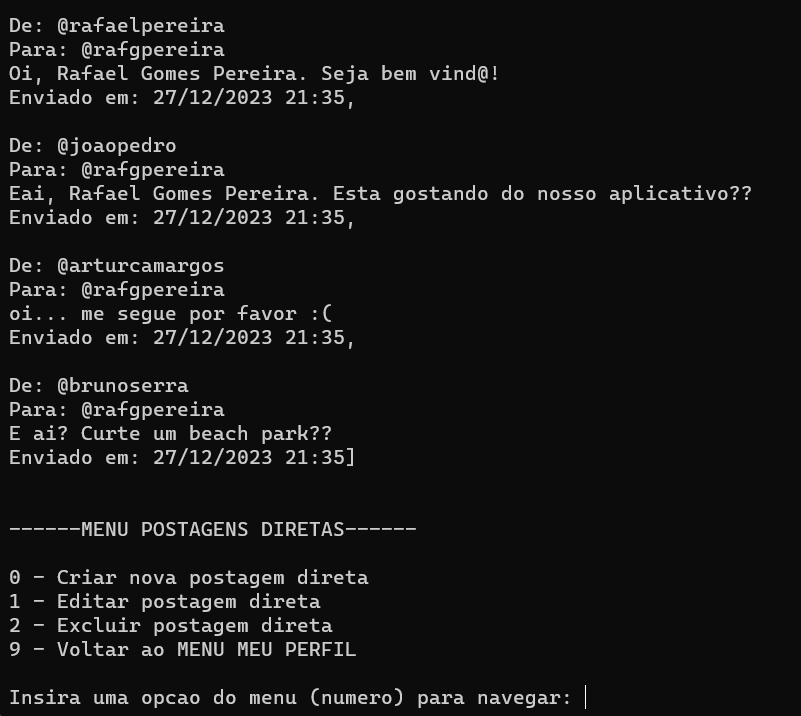 De: @rafaelpereira
Para: @rafgpereira
Oi, Rafael Gomes Pereira. Seja bem vind@!
Enviado em: 27/12/2023 21:35,
De: @joaopedro
Para: @rafgpereira
Eai, Rafael Gomes Pereira. Esta gostando do nosso aplicativo??
Enviado em: 27/12/2023 21:35,
De: @arturcamargos
Para: @rafgpereira
oi... me segue por favor :(
Enviado em: 27/12/2023 21:35,
De: @brunoserra
Para: @rafgpereira
E ai? Curte um beach park??
Enviado em: 27/12/2023 21:35]
------MENU POSTAGENS DIRETAS------
0 - Criar nova postagem direta
1 - Editar postagem direta
2 - Excluir postagem direta
9 - Voltar ao MENU MEU PERFIL
Insira uma opcao do menu (numero) para navegar: